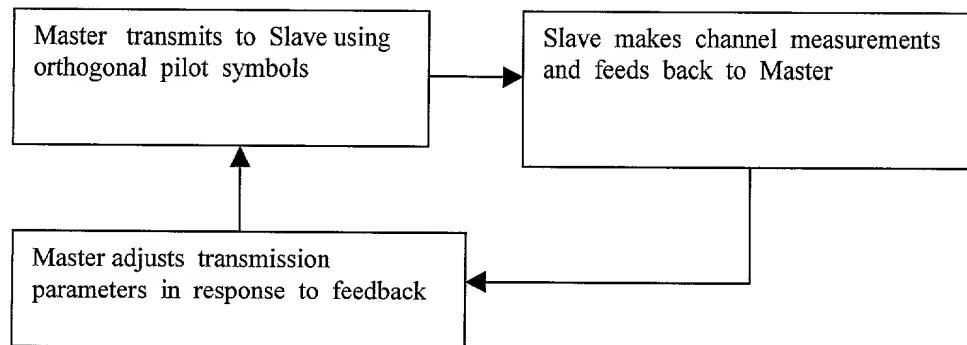 Master transmits to Slave using
orthogonal pilot symbols
Slave makes channel measurements
and feeds back to Master
Master adjusts transmission
parameters in response to feedback